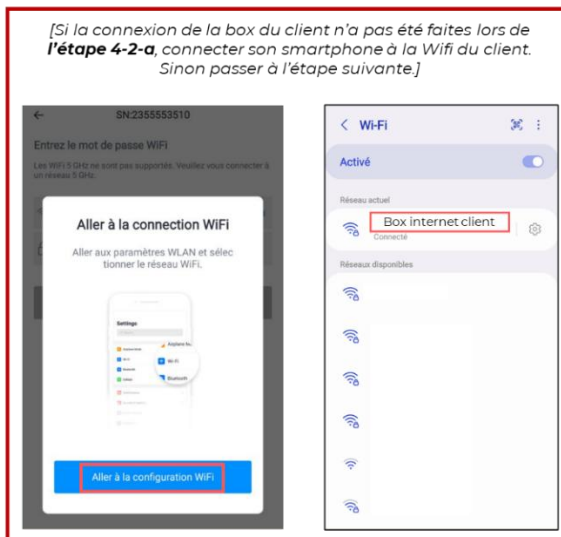 [Si la connexion de la box du client n'a pas été faites lors de
l'étape 4-2-a, connecter son smartphone à la Wifi du client.
Sinon passer à l'étape suivante.]
SN:2355553510
Entrez le mot de passe WiFi
Les WiFi 5 GHz ne sont pas supportés. Veuillez vous connecter à
un réseau 5 GHz.
Aller à la connection WiFi
Aller aux paramètres WLAN et sélec
tionner le réseau WiFi.
Settings
Airplane
Wi-Fi
Wi-Fi
Bluetooth
Bluetooth
Aller à la configuration WiFi
Wi-Fi
Activé
Réseau actuel
Box internet client
Connecté
Réseaux disponibles